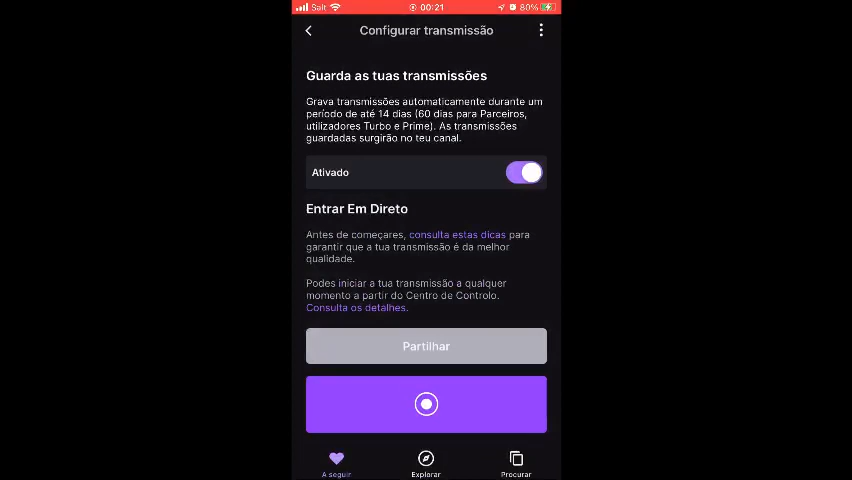 Salt 00:21 80%
Configurar transmissão
Guarda as tuas transmissões
Grava transmissões automaticamente durante um
período de até 14 dias (60 dias para Parceiros,
utilizadores Turbo e Prime). As transmissões
guardadas surgirão no teu canal.
Ativado
Entrar Em Direto
Antes de começares, consulta estas dicas para
garantir que a tua transmissão é da melhor
qualidade.
Podes iniciar a tua transmissão a qualquer
momento a partir do Centro de Controlo.
Consulta os detalhes.
Partilhar
A seguir Explorar Procurar